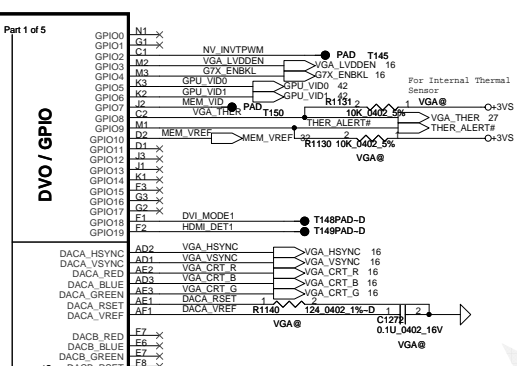 Part 1 of 5
DVO / GPIO
GPIO0 N1
GPIO1 G1
GPIO2 C1 NV_INVTPWM PAD T145
GPIO3 M2 VGA_LVDDEN VGA_LVDDEN 16
GPIO4 M3 G7X_ENBKL G7X_ENBKL 16
GPIO5 K3 GPU_VID0 GPU_VID0 42
GPIO6 K2 GPU_VID1 GPU_VID1 42
For Internal Thermal
Sensor
GPIO7 J2 MEM_VID PAD T150
R1131 2 1 VGA@
10K_0402_5% +3VS
GPIO8 C2 VGA_THER VGA_THER 27
GPIO9 M1 THER_ALERT# THER_ALERT#
GPIO10 D2 MEM_VREF MEM_VREF 32
2 1 +3VS
R1130 10K_0402_5%
VGA@
GPIO11 D1
GPIO12 J3
GPIO13 J1
GPIO14 K1
GPIO15 F3
GPIO16 G3
GPIO17 G2
GPIO18 F1 DVI_MODE1 T148PAD~D
GPIO19 F2 HDMI_DET1 T149PAD~D
DACA_HSYNC AD2 VGA_HSYNC VGA_HSYNC 16
DACA_VSYNC AD1 VGA_VSYNC VGA_VSYNC 16
DACA_RED AE2 VGA_CRT_R VGA_CRT_R 16
DACA_BLUE AD3 VGA_CRT_B VGA_CRT_B 16
DACA_GREEN AE3 VGA_CRT_G VGA_CRT_G 16
DACA_RSET AE1 DACA_RSET 1 2
DACA_VREF AF1 DACA_VREF R1140 124_0402_1%~D 1 2
VGA@
C1272
0.1U_0402_16V
VGA@
DACB_RED F7
DACB_BLUE E6
DACB_GREEN E7
DACB_RSET F8